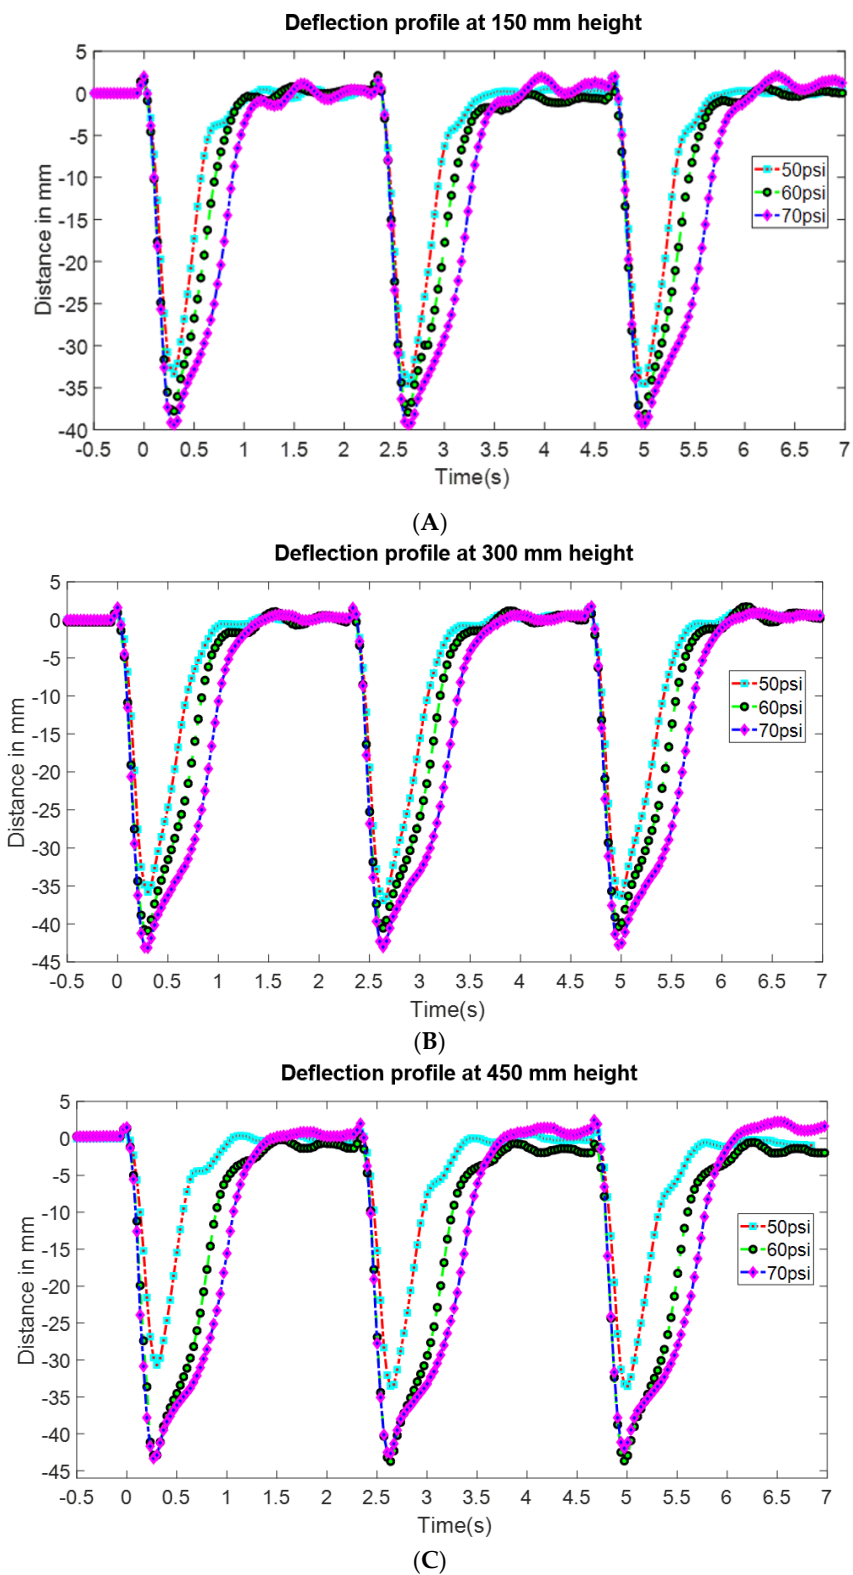 Deflection profile at 150 mm height
5
0
-5
-10
-15
-20
-25
-30
-35
-40
Distance in mm
50psi
60psi
70psi
-0.5 0 0.5 1 1.5 2 2.5 3 3.5 4 4.5 5 5.5 6 6.5 7
Time(s)
(A)
Deflection profile at 300 mm height
5
0
-5
-10
-15
-20
-25
-30
-35
-40
-45
Distance in mm
50psi
60psi
70psi
-0.5 0 0.5 1 1.5 2 2.5 3 3.5 4 4.5 5 5.5 6 6.5 7
Time(s)
(B)
Deflection profile at 450 mm height
5
0
-5
-10
-15
-20
-25
-30
-35
-40
-45
Distance in mm
50psi
60psi
70psi
-0.5 0 0.5 1 1.5 2 2.5 3 3.5 4 4.5 5 5.5 6 6.5 7
Time(s)
(C)